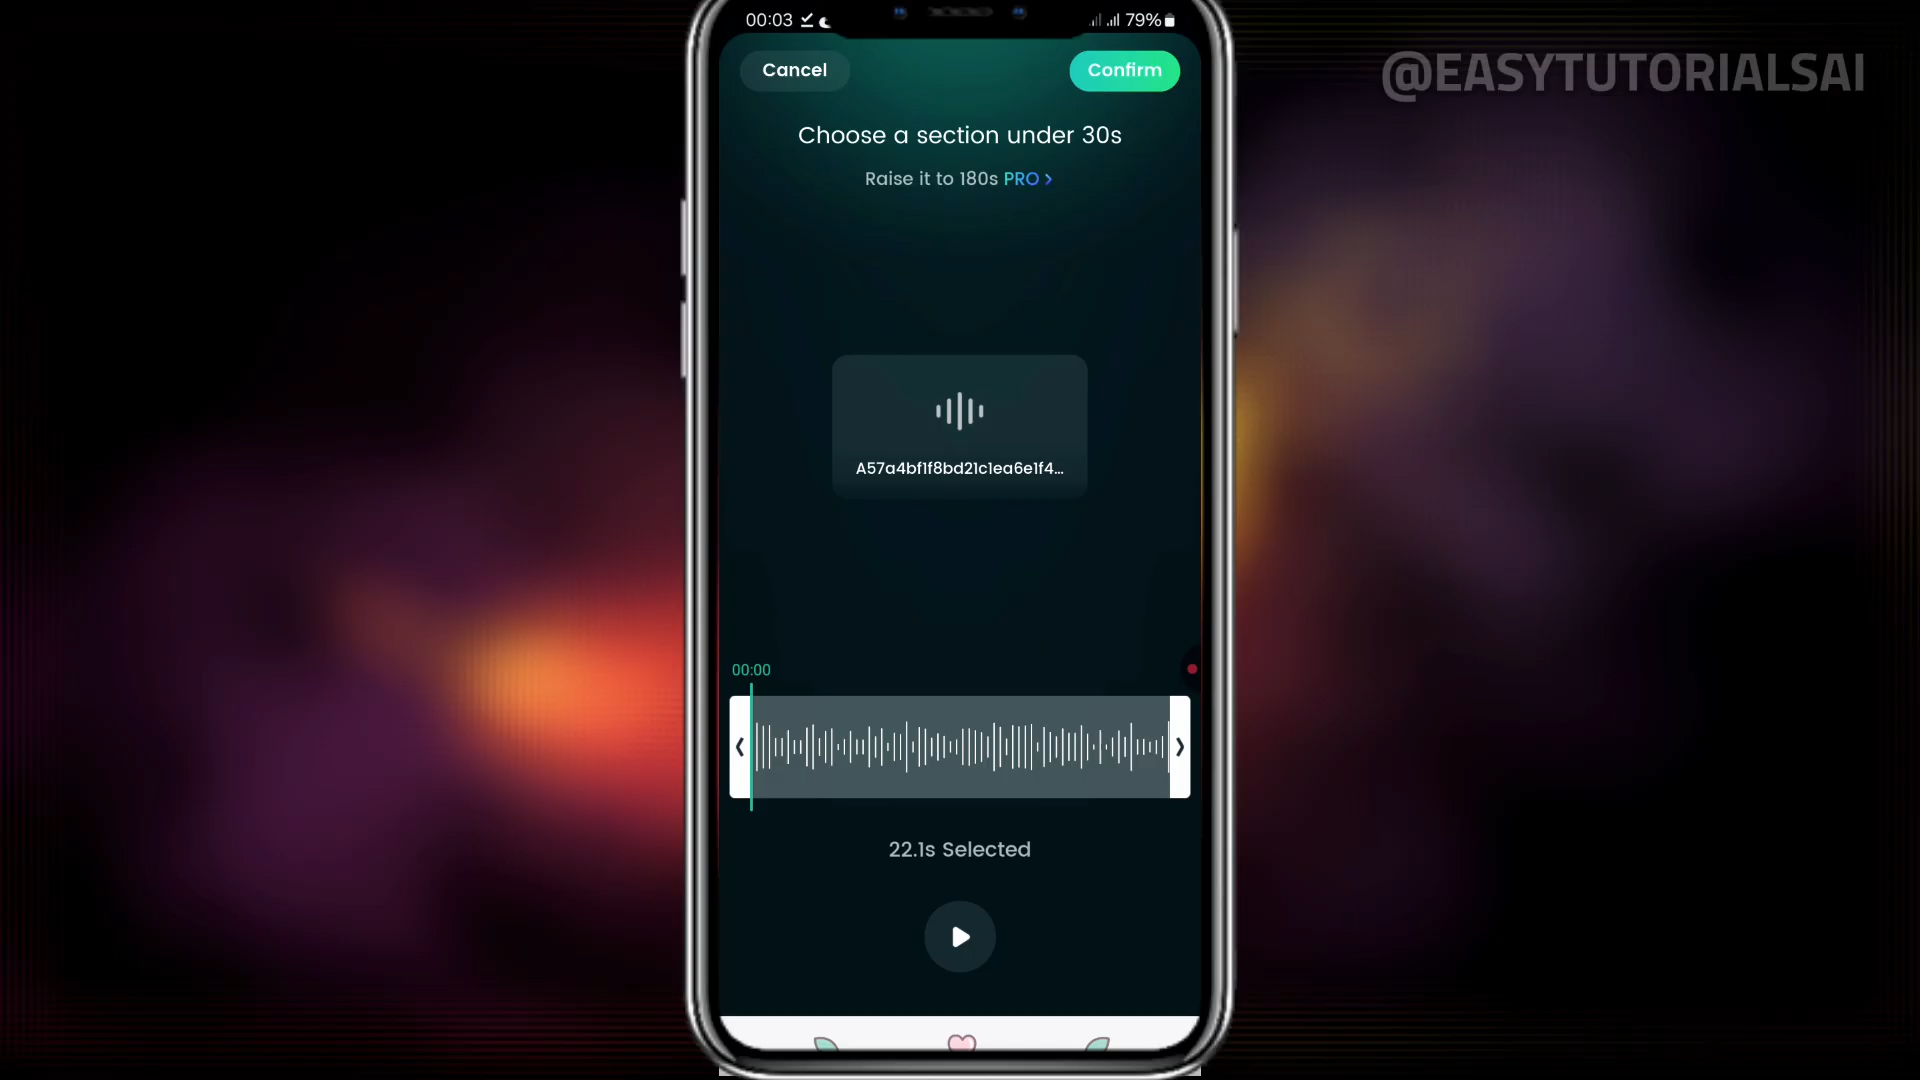 00:03
79%
@EASYTUTORIALSAI
Cancel
Confirm
Choose a section under 30s
Raise it to 180s PRO >
A57a4bf1f8bd21c1ea6e1f4...
00:00
22.1s Selected